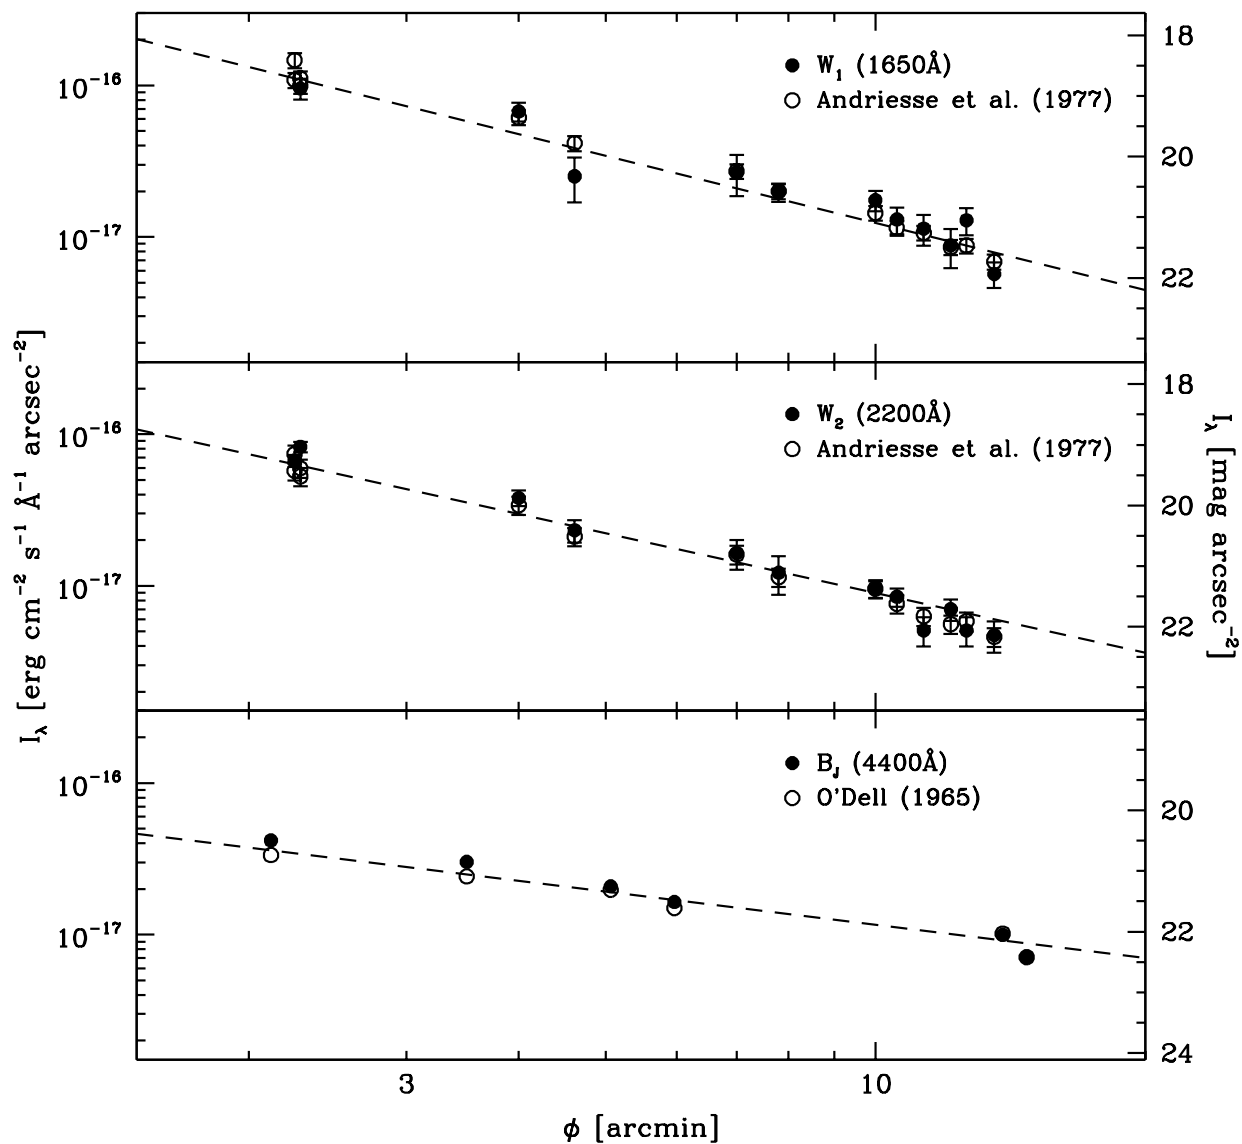 18
W₁ (1650Å)
10⁻¹⁶
Andriesse et al. (1977)
20
10⁻¹⁷
22
18
W₂ (2200Å)
10⁻¹⁶
Andriesse et al. (1977)
20
10⁻¹⁷
22
I_λ [erg cm⁻² s⁻¹ Å⁻¹ arcsec⁻²]
I_λ [mag arcsec⁻²]
B_J (4400Å)
10⁻¹⁶
O'Dell (1965)
20
10⁻¹⁷
22
24
3
10
ϕ [arcmin]